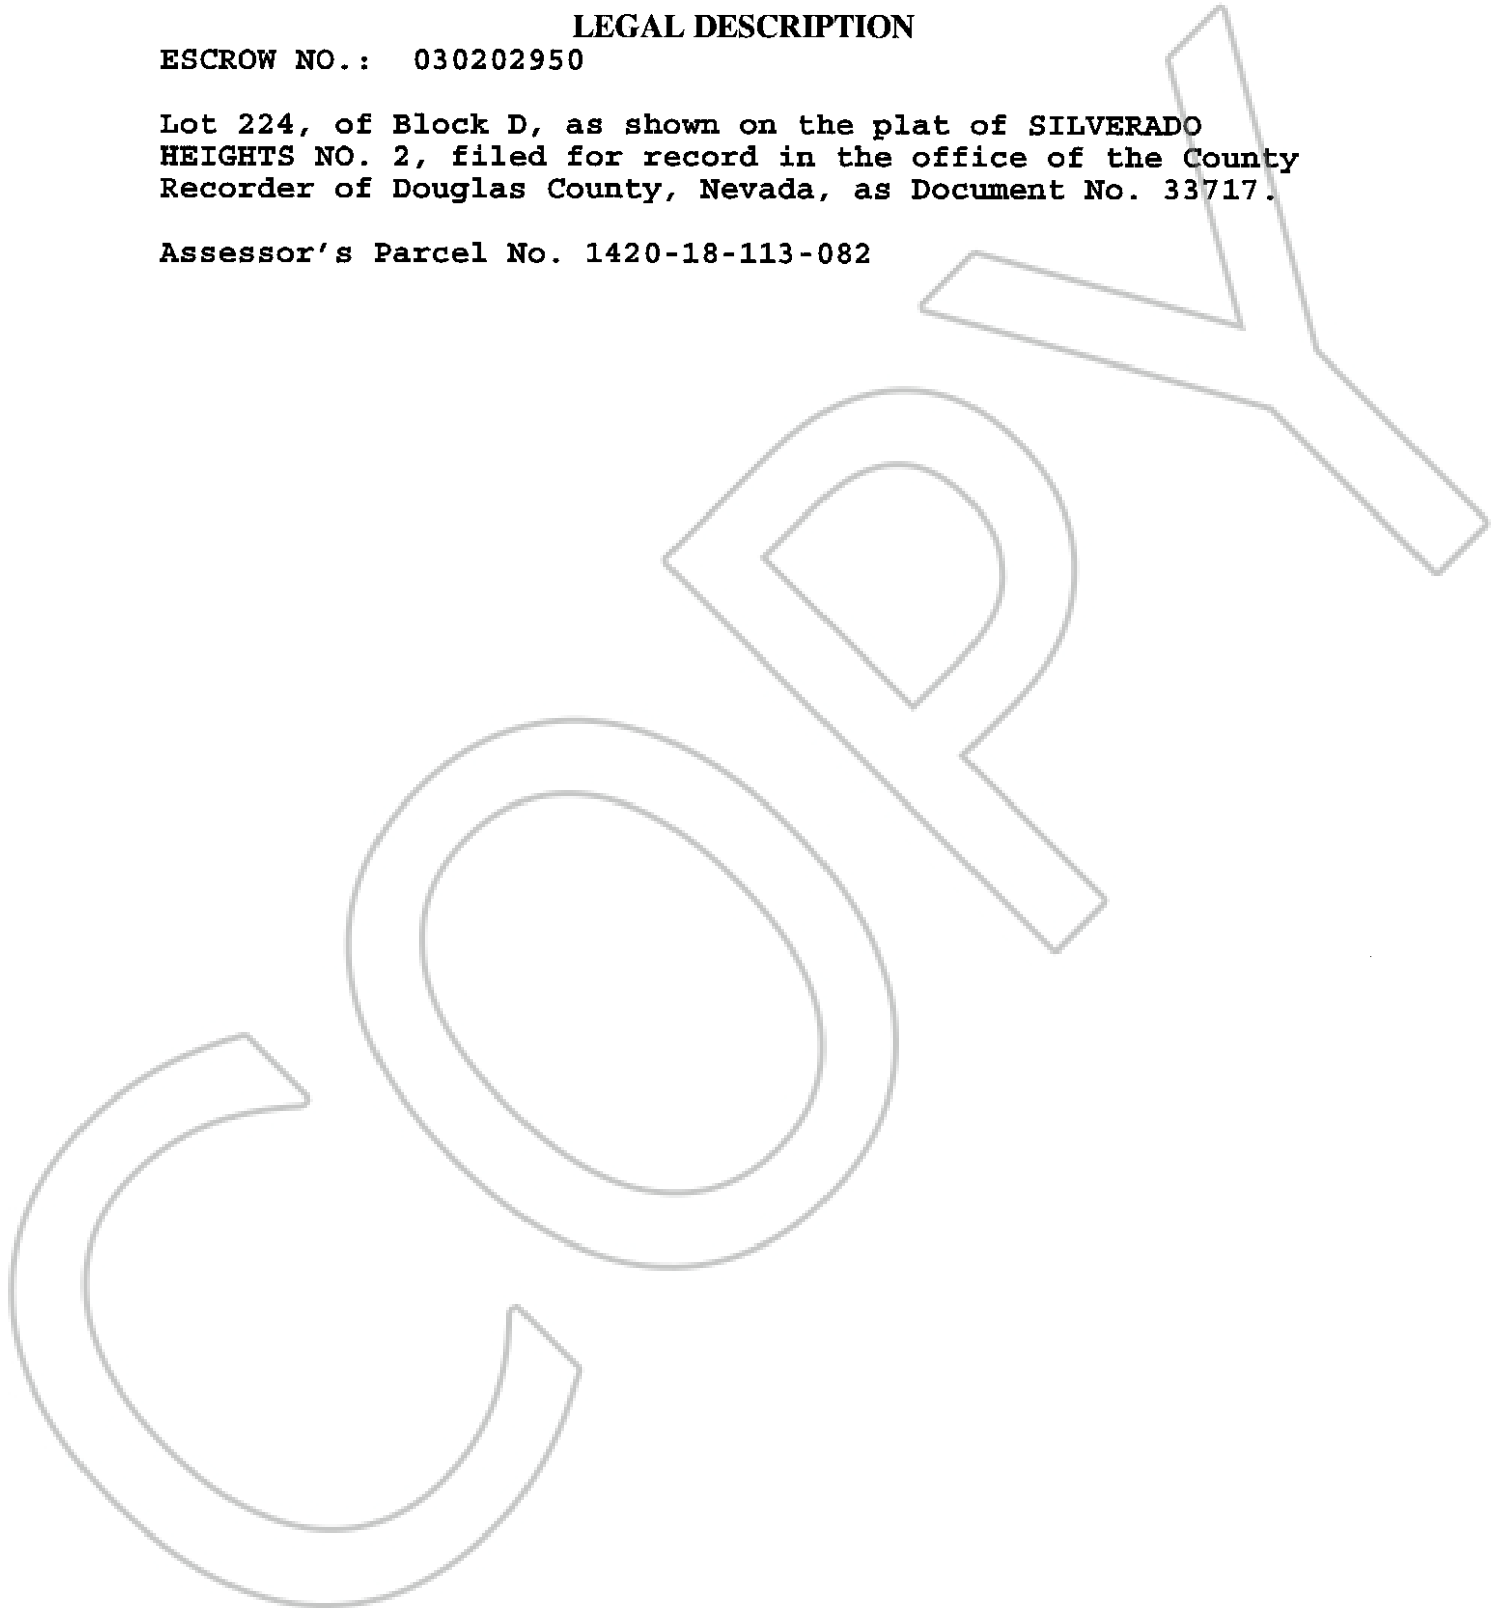 LEGAL DESCRIPTION
ESCROW NO.: 030202950
Lot 224, of Block D, as shown on the plat of SILVERADO
HEIGHTS NO. 2, filed for record in the office of the County
Recorder of Douglas County, Nevada, as Document No. 33717.
Assessor's Parcel No. 1420-18-113-082
COPY